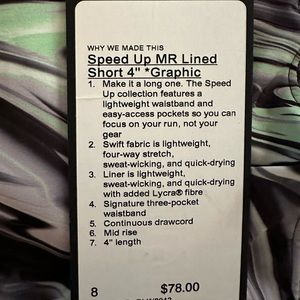 WHY WE MADE THIS
Speed Up MR Lined
Short 4" *Graphic
1. Make it a long one. The Speed
Up collection features a
lightweight waistband and
easy-access pockets so you can
focus on your run, not your
gear
2. Swift fabric is lightweight,
four-way stretch,
sweat-wicking, and quick-drying
3. Liner is lightweight,
sweat-wicking, and quick-drying
with added Lycra® fibre
4. Signature three-pocket
waistband
5. Continuous drawcord
6. Mid rise
7. 4" length
8 $78.00